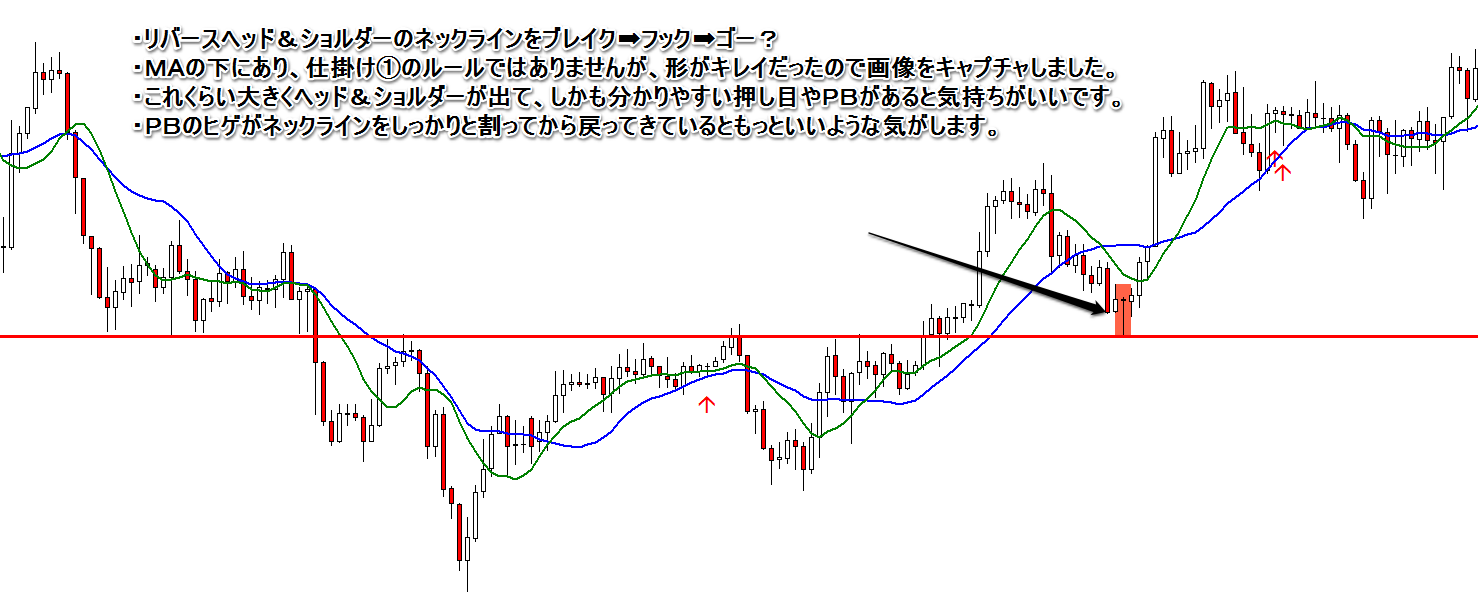 ・リバースヘッド＆ショルダーのネックラインをブレイク➡フック➡ゴー？
・ＭＡの下にあり、仕掛け①のルールではありませんが、形がキレイだったので画像をキャプチャしました。
・これくらい大きくヘッド＆ショルダーが出て、しかも分かりやすい押し目やＰＢがあると気持ちがいいです。
・ＰＢのヒゲがネックラインをしっかりと割ってから戻ってきているともっといいような気がします。